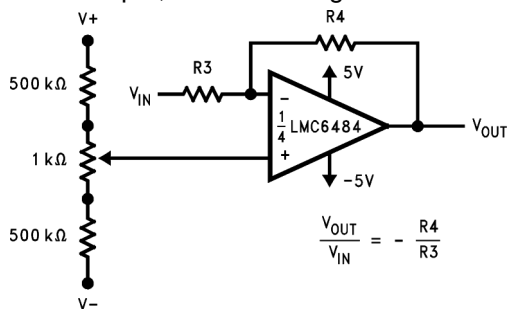 V+
R4
500 kΩ
R3
5V
VIN
−
1/4 LMC6484
VOUT
1 kΩ
+
−5V
500 kΩ
VOUT/VIN = − R4/R3
V−